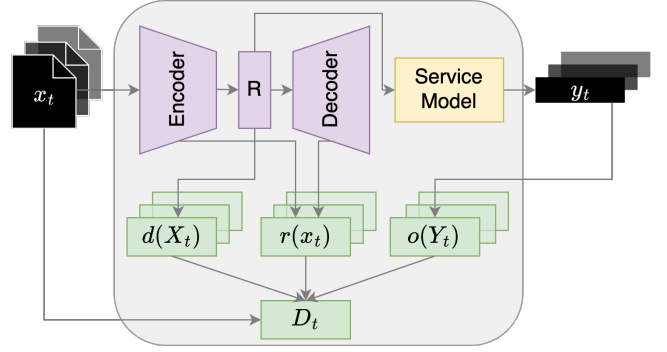 x_t
Encoder
R
Decoder
Service
Model
y_t
d(X_t)
r(x_t)
o(Y_t)
D_t